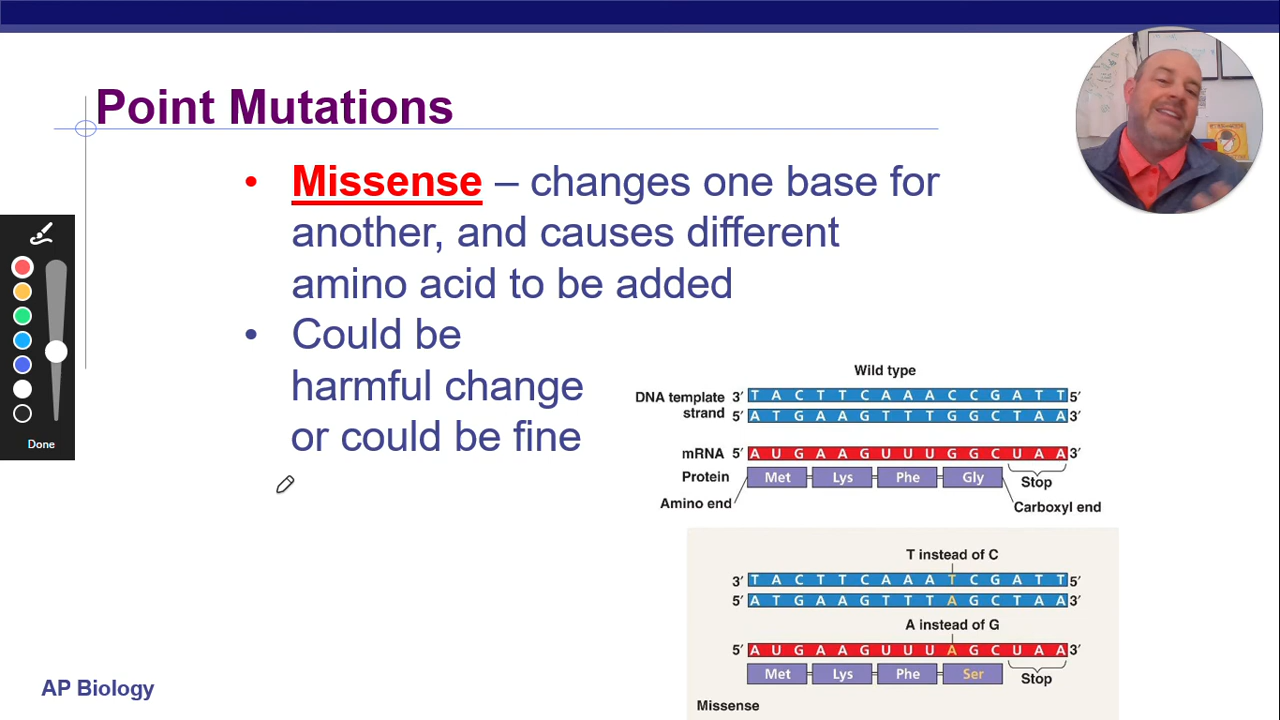 Point Mutations
• Missense – changes one base for
another, and causes different
amino acid to be added
• Could be
harmful change
or could be fine
Done
Wild type
DNA template
strand
3′ T A C T T C A A A C C G A T T 5′
5′ A T G A A G T T T G G C T A A 3′
mRNA 5′ A U G A A G U U U G G C U A A 3′
Protein Met Lys Phe Gly Stop
Amino end Carboxyl end
T instead of C
3′ T A C T T C A A A T C G A T T 5′
5′ A T G A A G T T T A G C T A A 3′
A instead of G
5′ A U G A A G U U U A G C U A A 3′
Met Lys Phe Ser Stop
Missense
AP Biology